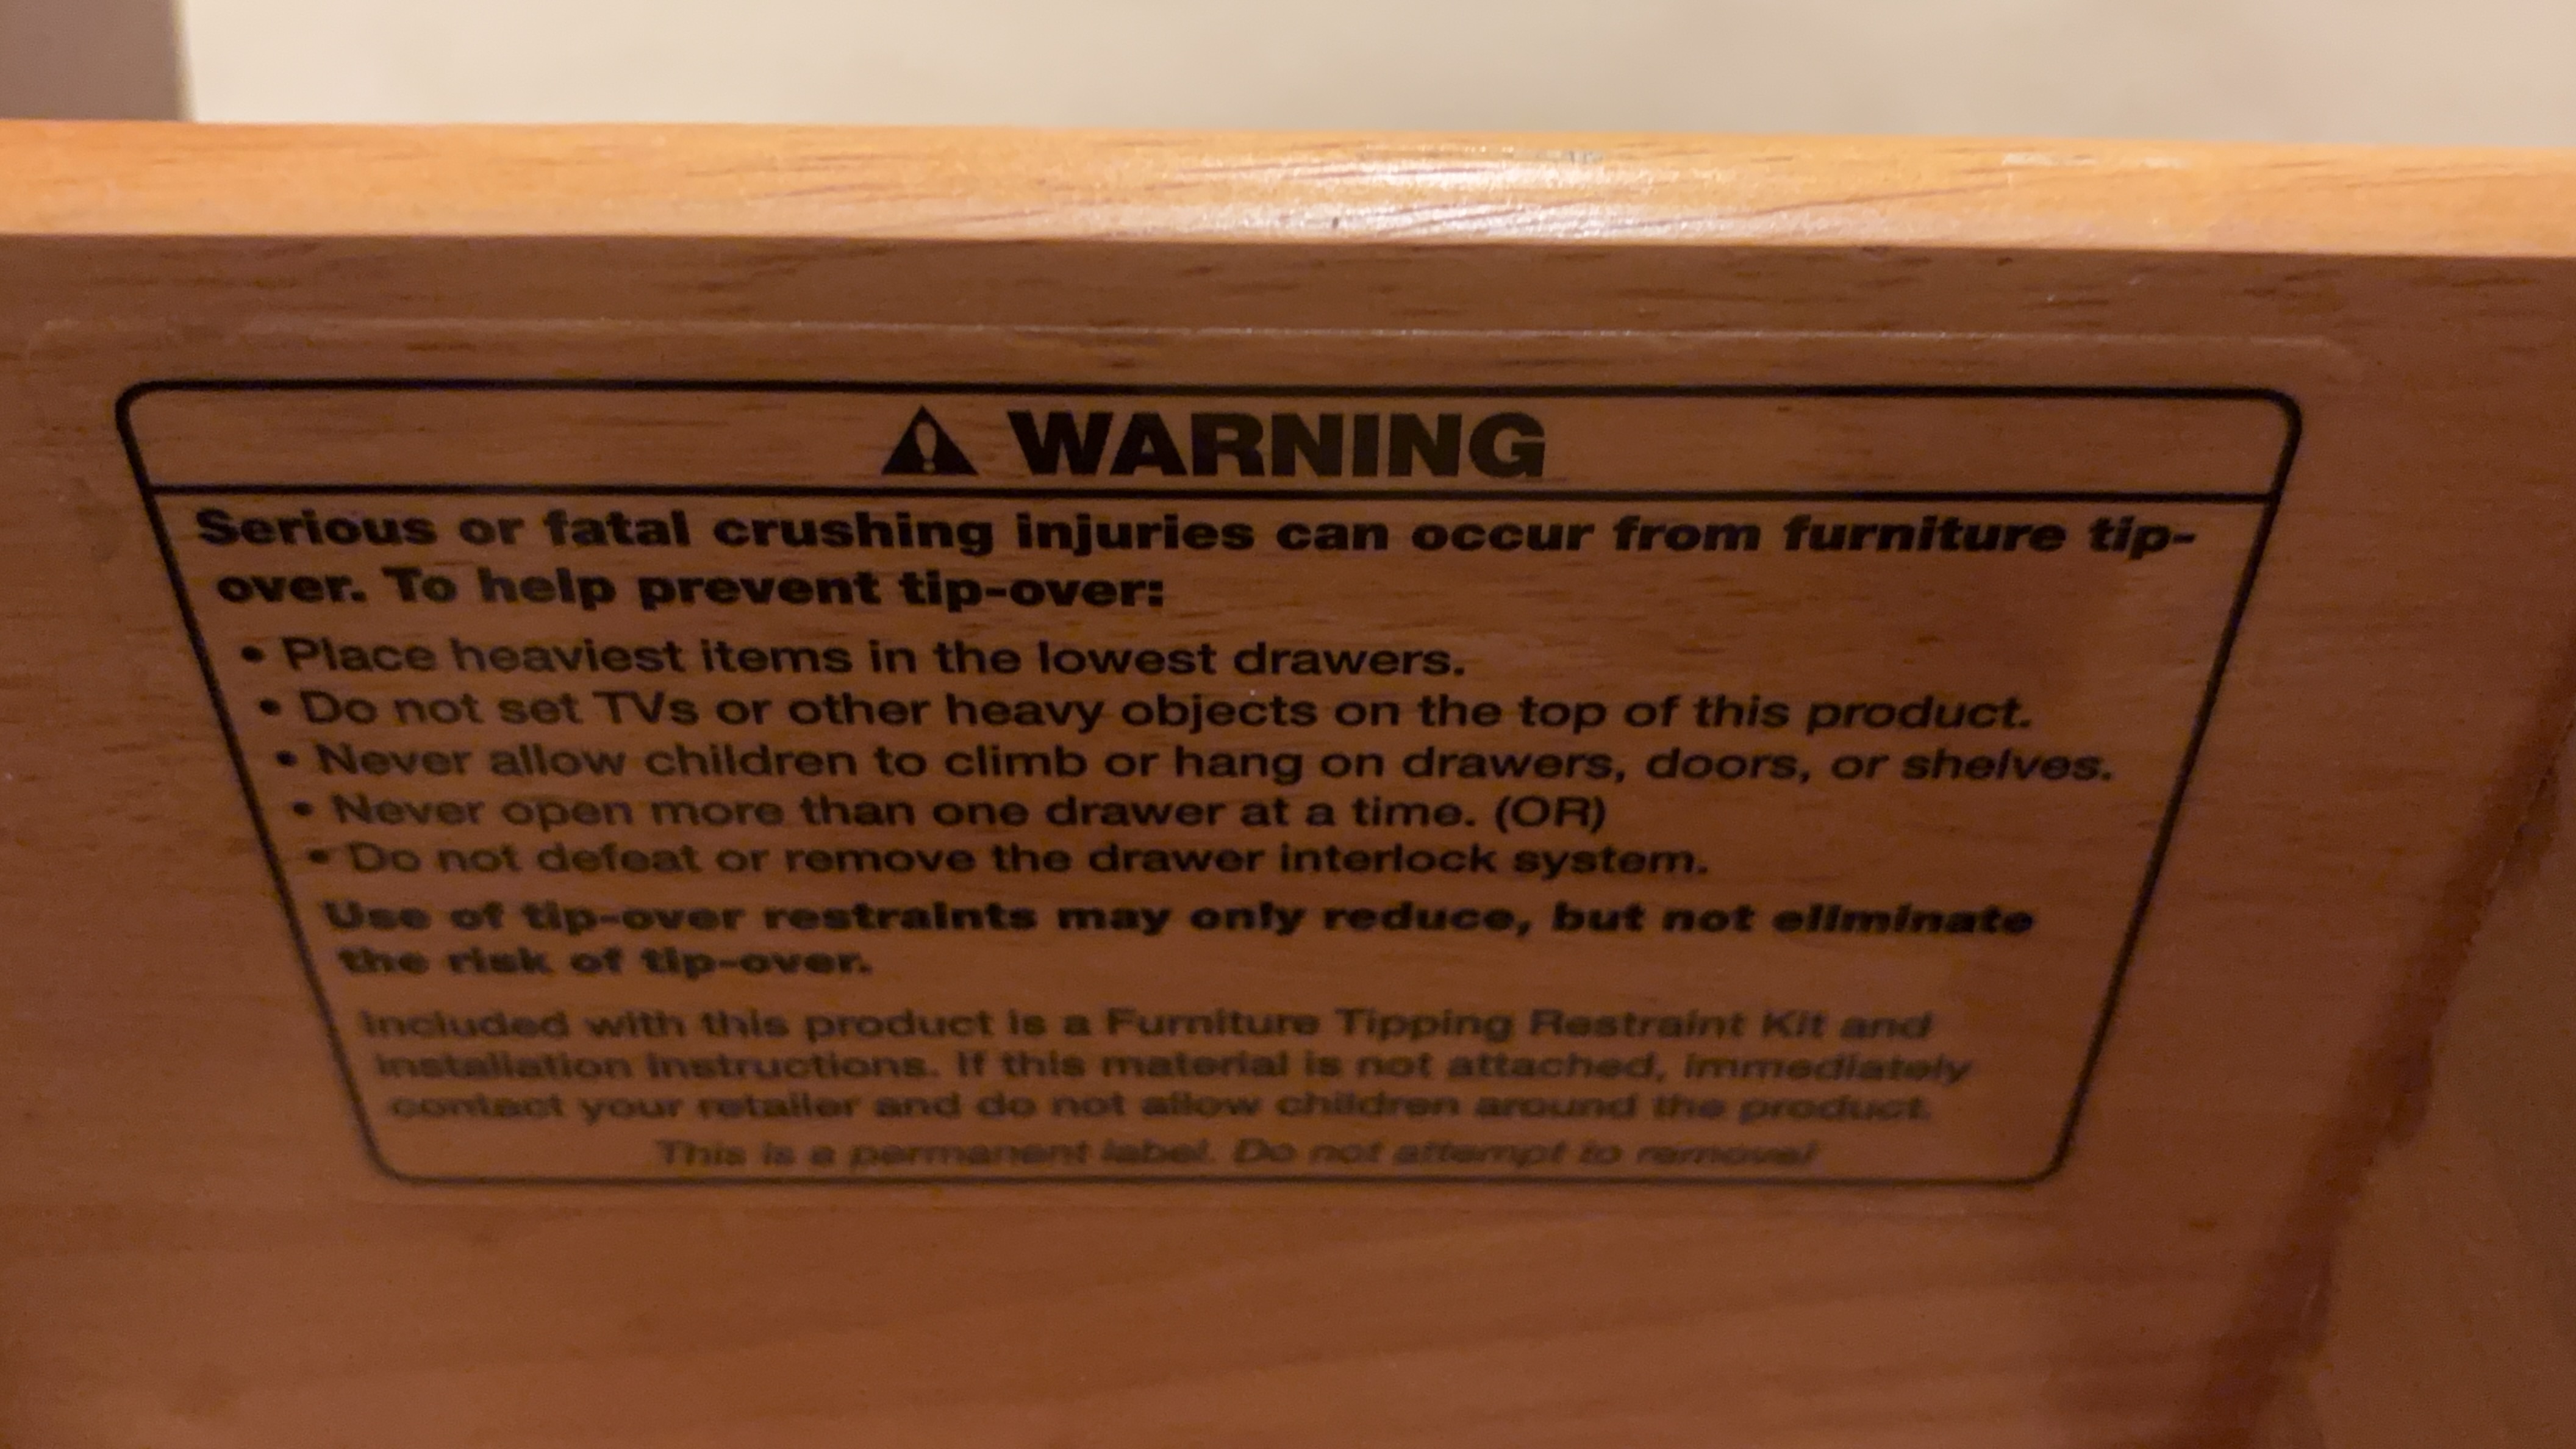 WARNING
Serious or fatal crushing injuries can occur from furniture tip-
over. To help prevent tip-over:
• Place heaviest items in the lowest drawers.
• Do not set TVs or other heavy objects on the top of this product.
• Never allow children to climb or hang on drawers, doors, or shelves.
• Never open more than one drawer at a time. (OR)
• Do not defeat or remove the drawer interlock system.
Use of tip-over restraints may only reduce, but not eliminate
the risk of tip-over.
Included with this product is a Furniture Tipping Restraint Kit and
Installation Instructions. If this material is not attached, immediately
contact your retailer and do not allow children around the product.
This is a permanent label. Do not attempt to remove!